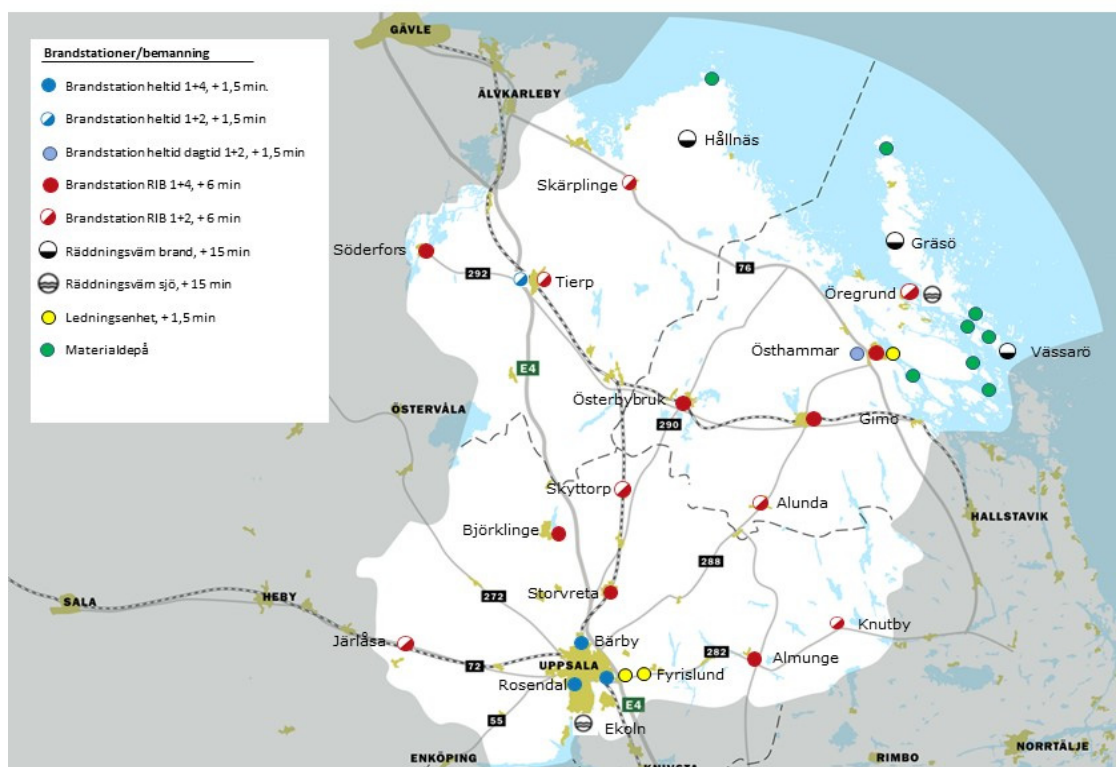 Brandstationer/bemanning
Brandstation heltid 1+4, + 1,5 min.
Brandstation heltid 1+2, + 1,5 min
Brandstation heltid dagtid 1+2, + 1,5 min
Brandstation RIB 1+4, + 6 min
Brandstation RIB 1+2, + 6 min
Räddningsväm brand, + 15 min
Räddningsväm sjö, + 15 min
Ledningsenhet, + 1,5 min
Materialdepå
GÄVLE
ÄLVKARLEBY
Hållnäs
Skärplinge
Söderfors
292
Tierp
76
Gräsö
Öregrund
Östhammar
Vässarö
E4
ÖSTERVÅLA
Österbybruk
290
Gimo
Skyttorp
Alunda
HALLSTAVIK
Björklinge
288
SALA
HEBY
272
Storvreta
Knutby
Järlåsa
Bärby
282
Almunge
72
UPPSALA
Fyrislund
Rosendal
E4
55
Ekoln
ENKÖPING
KNIVSTA
RIMBO
NORRTÄLJE